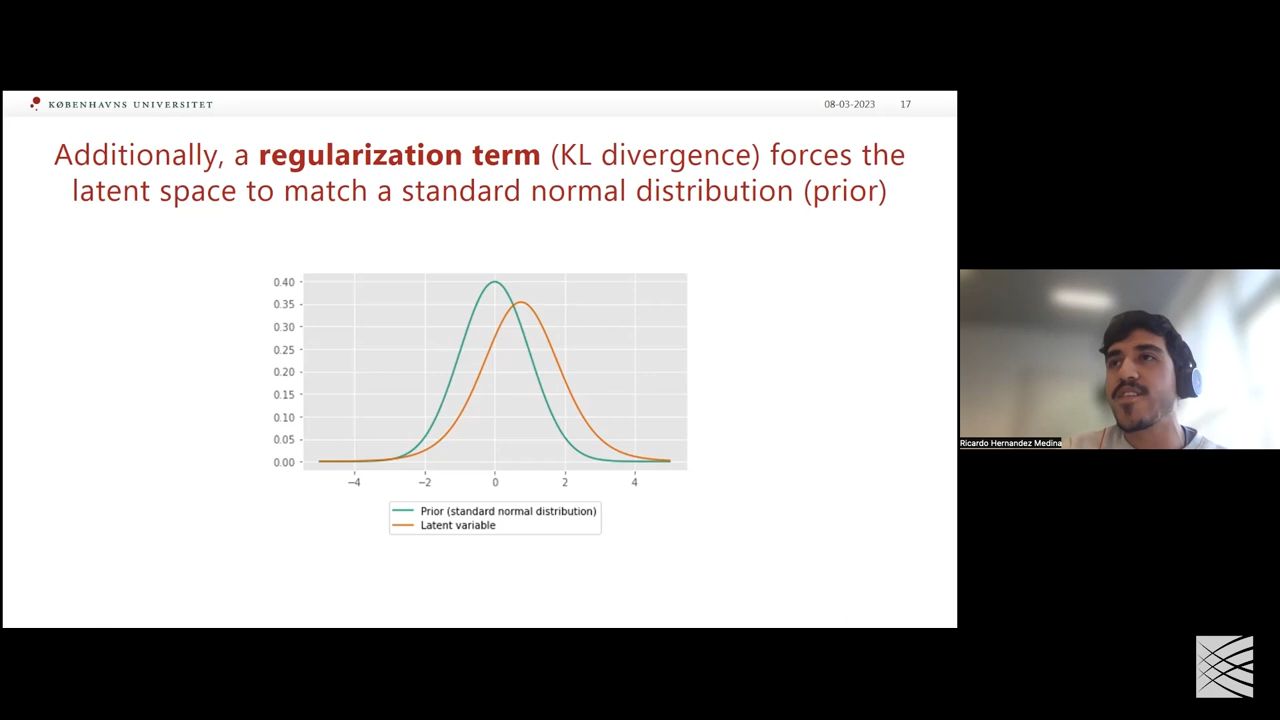 KØBENHAVNS UNIVERSITET
08-03-2023 17
Additionally, a regularization term (KL divergence) forces the
latent space to match a standard normal distribution (prior)
0.40
0.35
0.30
0.25
0.20
0.15
0.10
0.05
0.00
−4 −2 0 2 4
Prior (standard normal distribution)
Latent variable
Ricardo Hernandez Medina